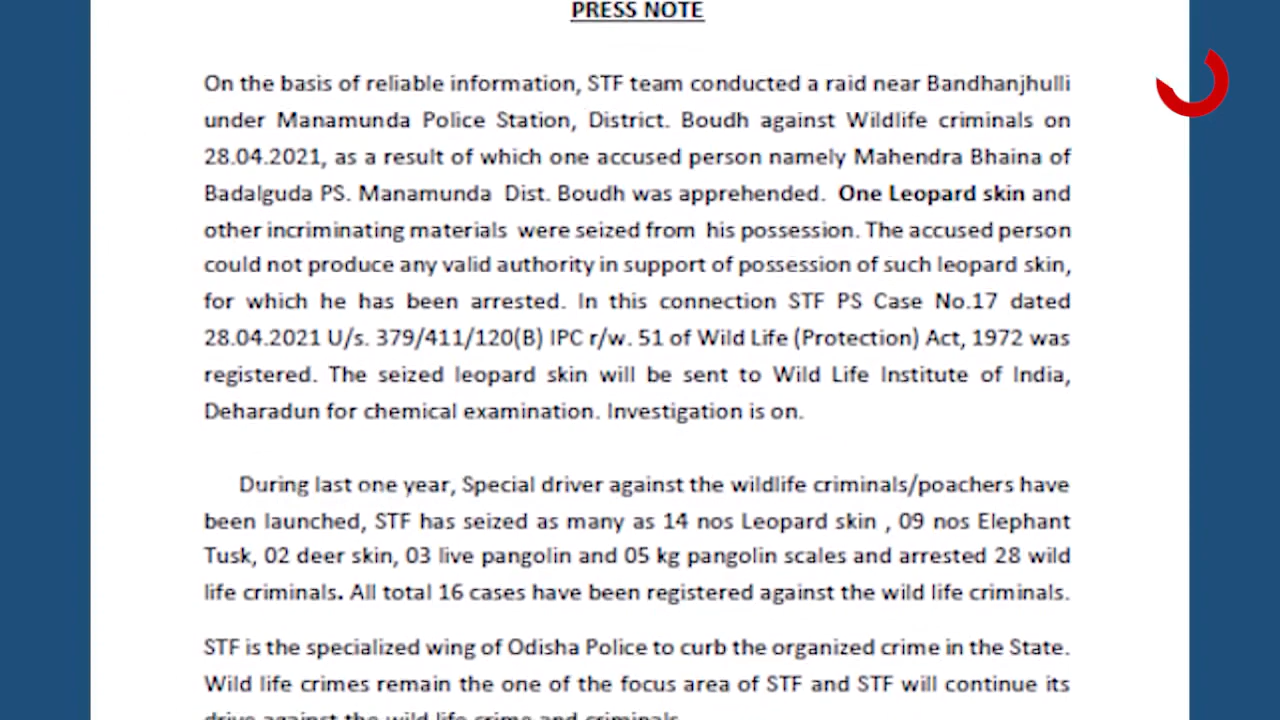 PRESS NOTE
On the basis of reliable information, STF team conducted a raid near Bandhanjhulli
under Manamunda Police Station, District. Boudh against Wildlife criminals on
28.04.2021, as a result of which one accused person namely Mahendra Bhaina of
Badalguda PS. Manamunda Dist. Boudh was apprehended. One Leopard skin and
other incriminating materials were seized from his possession. The accused person
could not produce any valid authority in support of possession of such leopard skin,
for which he has been arrested. In this connection STF PS Case No.17 dated
28.04.2021 U/s. 379/411/120(B) IPC r/w. 51 of Wild Life (Protection) Act, 1972 was
registered. The seized leopard skin will be sent to Wild Life Institute of India,
Deharadun for chemical examination. Investigation is on.
During last one year, Special driver against the wildlife criminals/poachers have
been launched, STF has seized as many as 14 nos Leopard skin , 09 nos Elephant
Tusk, 02 deer skin, 03 live pangolin and 05 kg pangolin scales and arrested 28 wild
life criminals. All total 16 cases have been registered against the wild life criminals.
STF is the specialized wing of Odisha Police to curb the organized crime in the State.
Wild life crimes remain the one of the focus area of STF and STF will continue its
drive against the wild life crime and criminals.